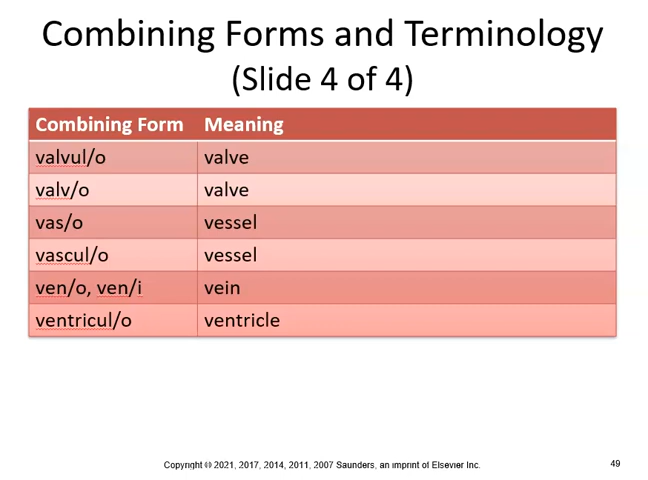 Combining Forms and Terminology
(Slide 4 of 4)
Combining Form Meaning
valvul/o valve
valv/o valve
vas/o vessel
vascul/o vessel
ven/o, ven/i vein
ventricul/o ventricle
Copyright © 2021, 2017, 2014, 2011, 2007 Saunders, an imprint of Elsevier Inc.
49